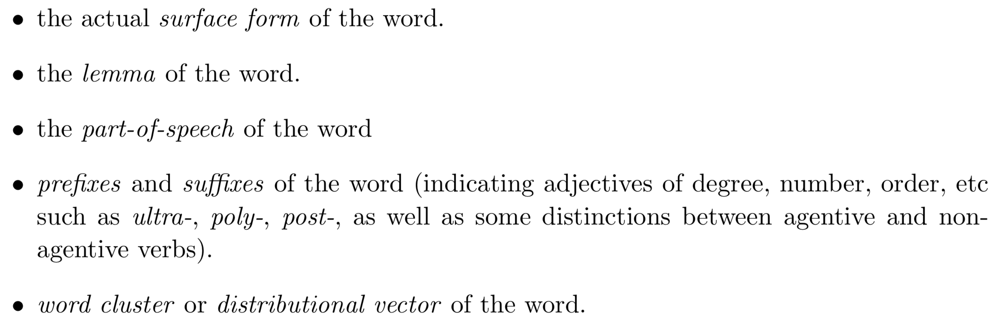 • the actual surface form of the word.
• the lemma of the word.
• the part-of-speech of the word
• prefixes and suffixes of the word (indicating adjectives of degree, number, order, etc
such as ultra-, poly-, post-, as well as some distinctions between agentive and non-
agentive verbs).
• word cluster or distributional vector of the word.